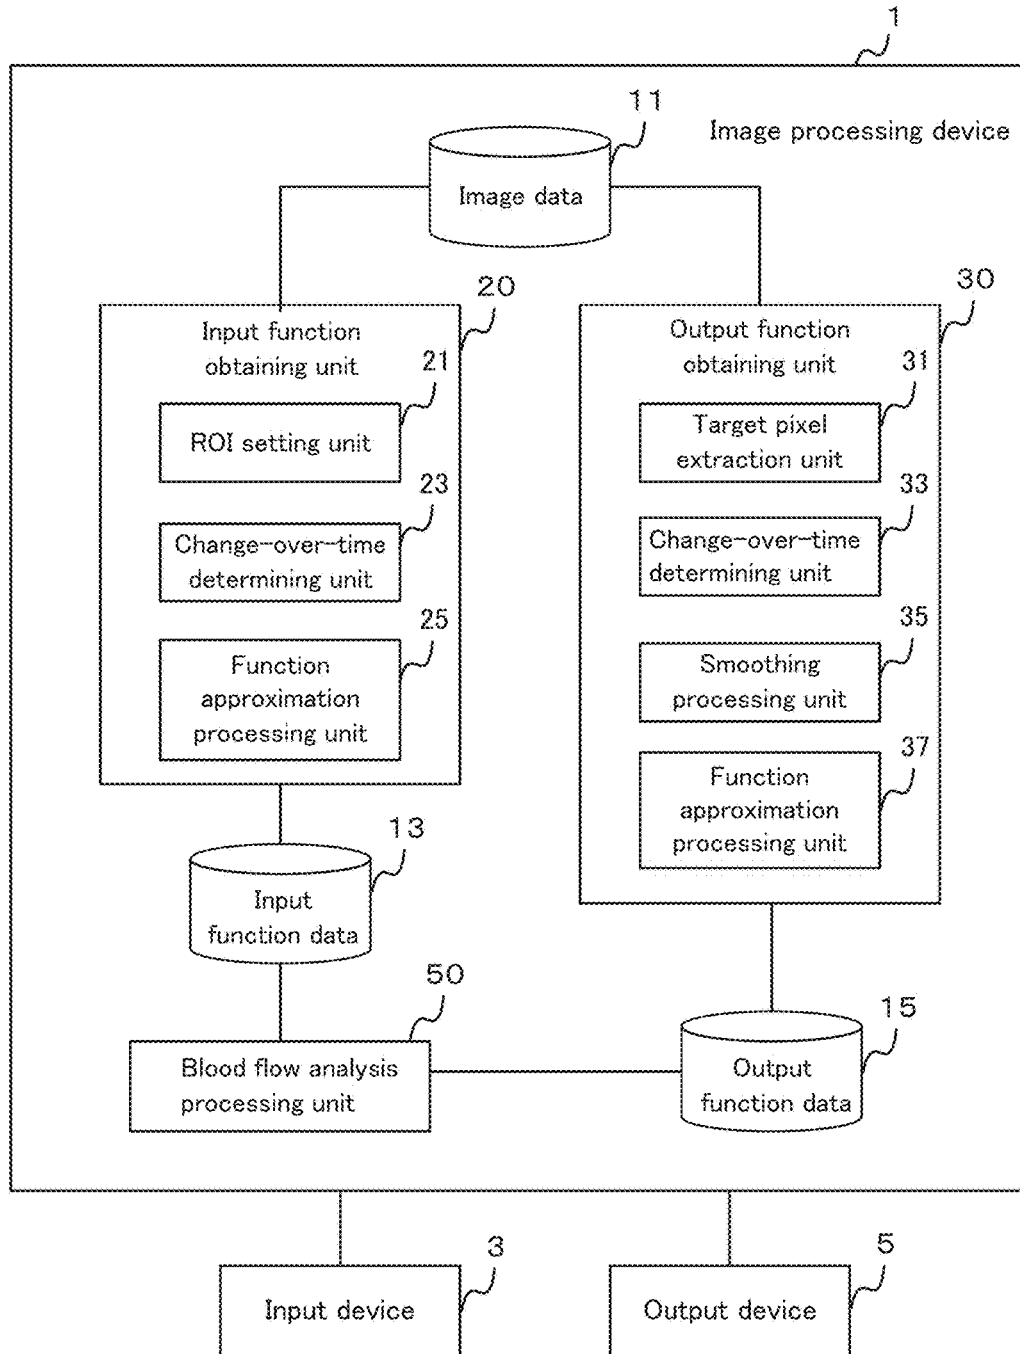 1
Image processing device
11
Image data
20
Input function
obtaining unit
21
ROI setting unit
23
Change-over-time
determining unit
25
Function
approximation
processing unit
30
Output function
obtaining unit
31
Target pixel
extraction unit
33
Change-over-time
determining unit
35
Smoothing
processing unit
37
Function
approximation
processing unit
13
Input
function data
50
Blood flow analysis
processing unit
15
Output
function data
3
Input device
5
Output device